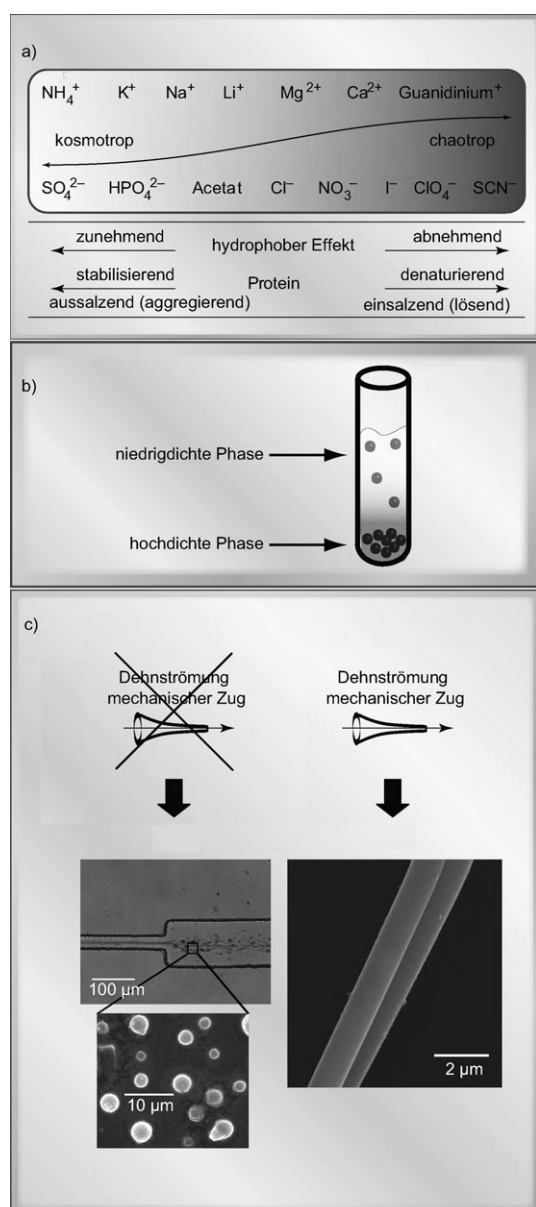 a)
NH₄⁺ K⁺ Na⁺ Li⁺ Mg²⁺ Ca²⁺ Guanidinium⁺
kosmotrop chaotrop
SO₄²⁻ HPO₄²⁻ Acetat Cl⁻ NO₃⁻ I⁻ ClO₄⁻ SCN⁻
zunehmend hydrophober Effekt abnehmend
stabilisierend Protein denaturierend
aussalzend (aggregierend) einsalzend (lösend)
b)
niedrigdichte Phase
hochdichte Phase
c)
Dehnströmung Dehnströmung
mechanischer Zug mechanischer Zug
100 µm
10 µm
2 µm